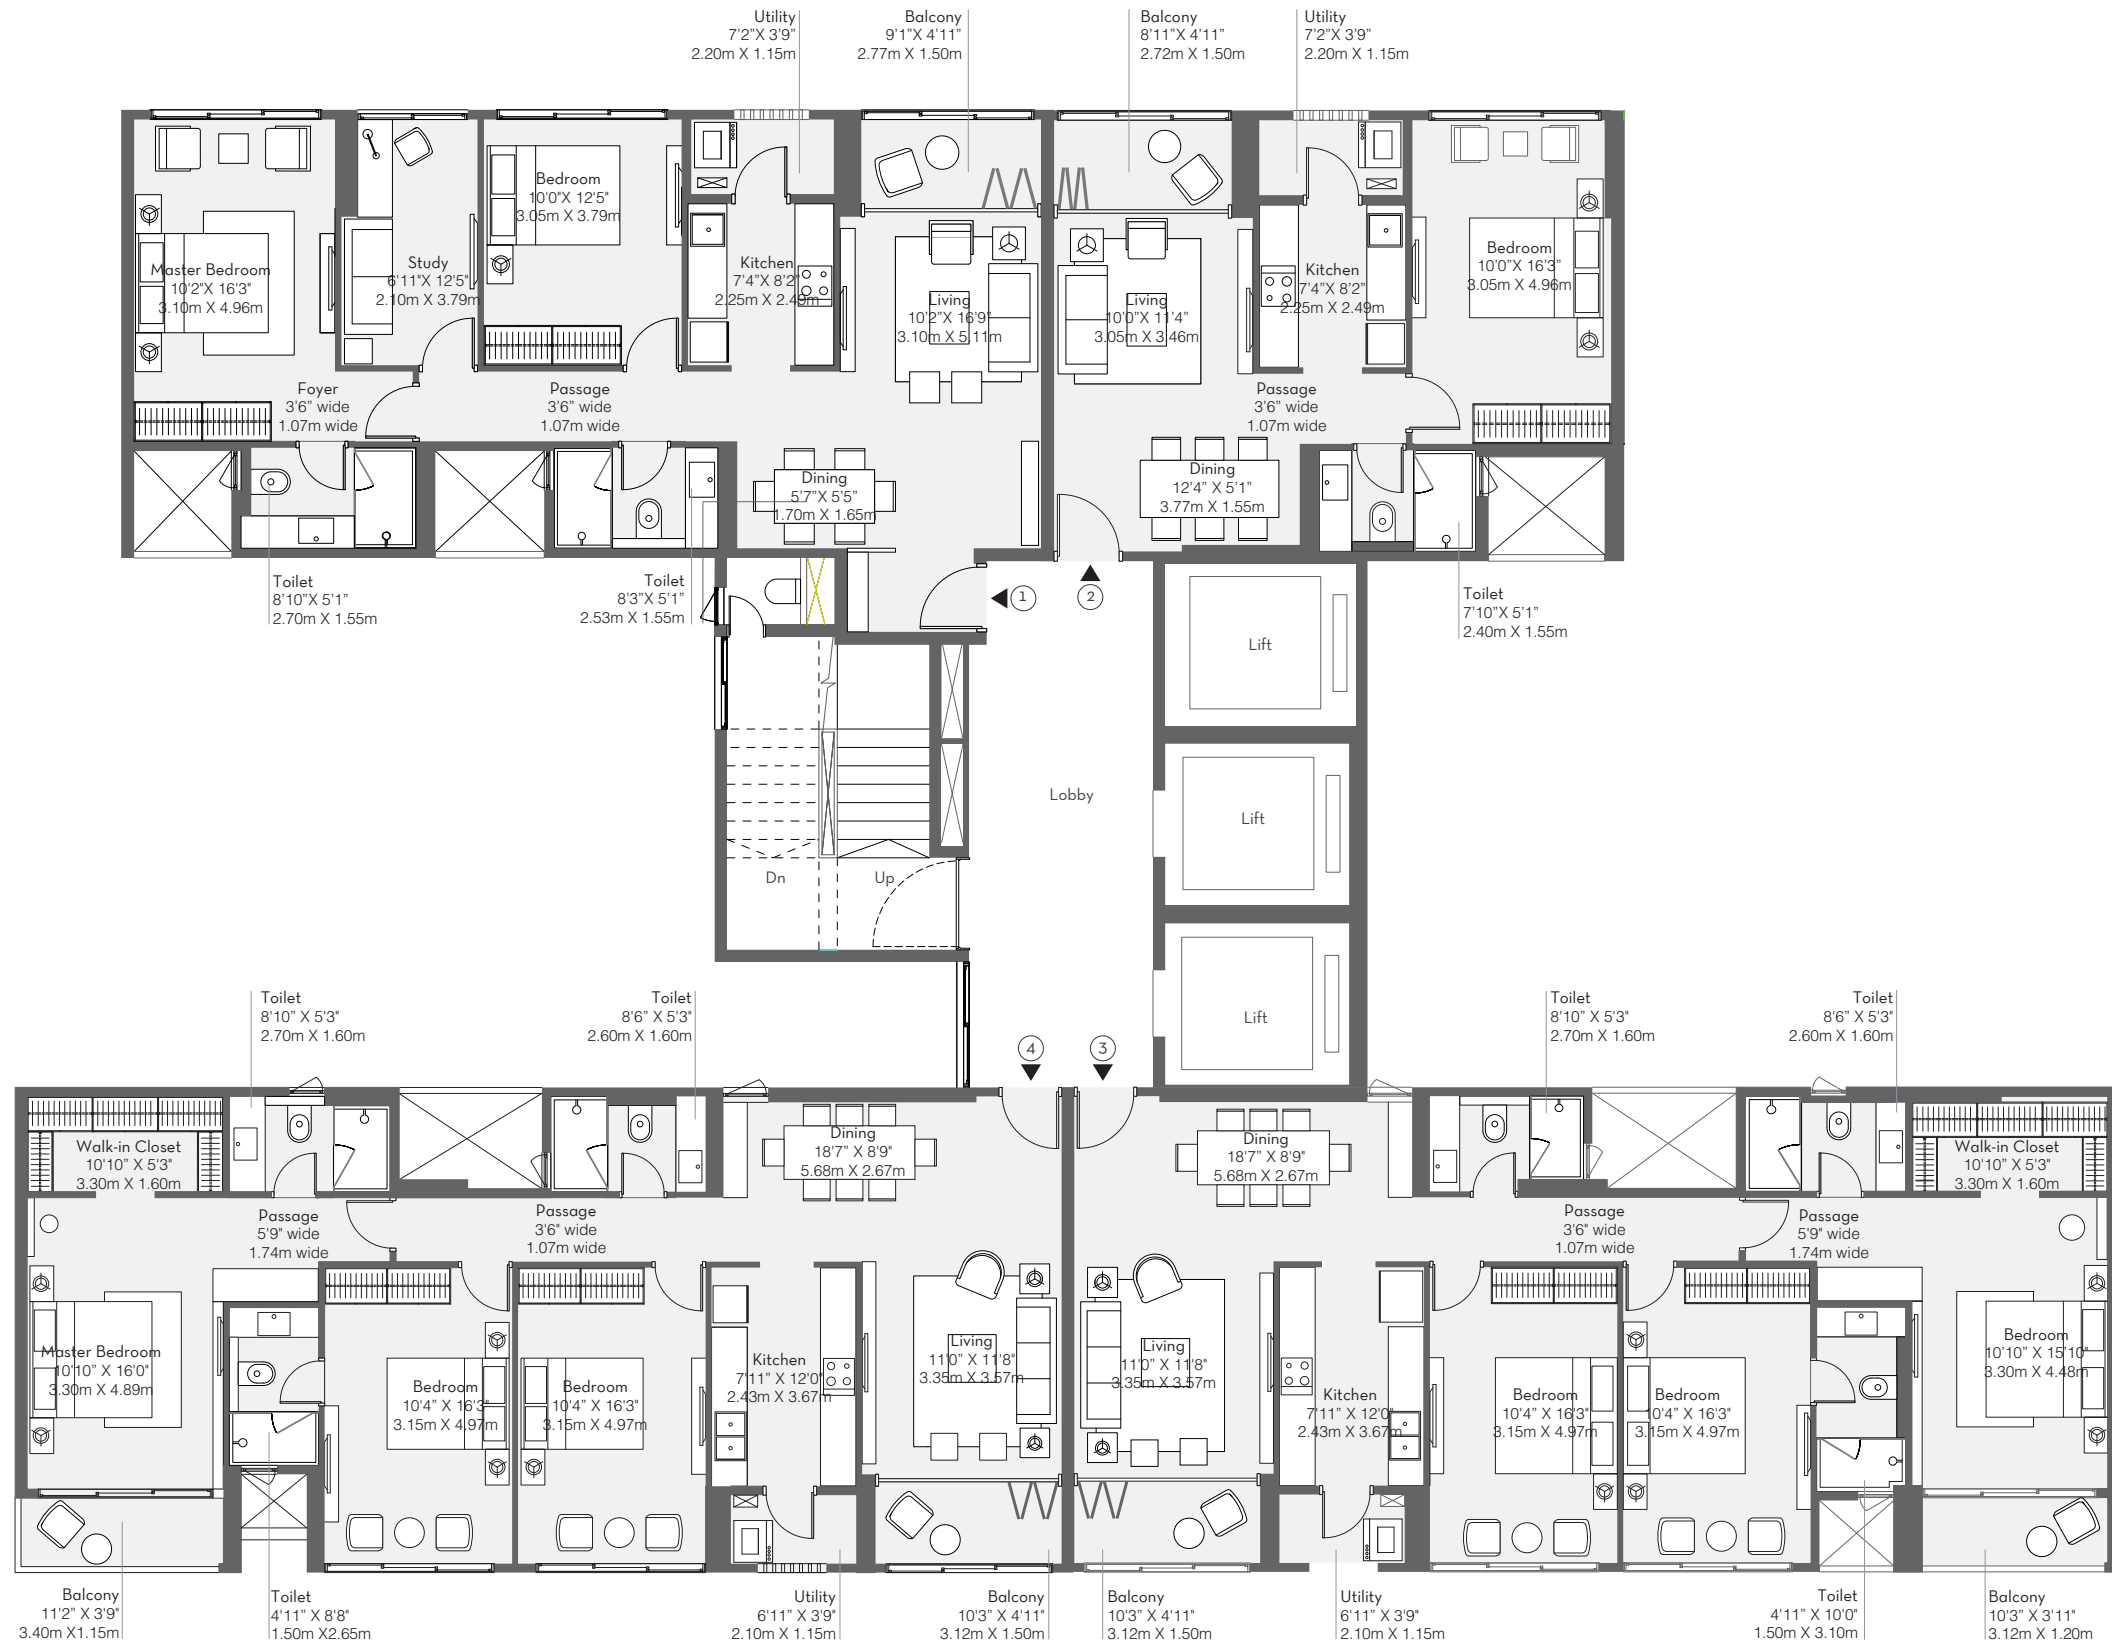 Utility
7'2"X 3'9"
2.20m X 1.15m
Balcony
9'1"X 4'11"
2.77m X 1.50m
Balcony
8'11"X 4'11"
2.72m X 1.50m
Utility
7'2"X 3'9"
2.20m X 1.15m
Master Bedroom
10'2"X 16'3"
3.10m X 4.96m
Study
6'11"X 12'5"
2.10m X 3.79m
Bedroom
10'0"X 12'5"
3.05m X 3.79m
Kitchen
7'4"X 8'2"
2.25m X 2.49m
Living
10'2"X 16'9"
3.10m X 5.11m
Living
10'0"X 11'4"
3.05m X 3.46m
Kitchen
7'4"X 8'2"
2.25m X 2.49m
Bedroom
10'0"X 16'3"
3.05m X 4.96m
Foyer
3'6" wide
1.07m wide
Passage
3'6" wide
1.07m wide
Passage
3'6" wide
1.07m wide
Dining
5'7"X 5'5"
1.70m X 1.65m
Dining
12'4"X 5'1"
3.77m X 1.55m
Toilet
8'10"X 5'1"
2.70m X 1.55m
Toilet
8'3"X 5'1"
2.53m X 1.55m
1
2
Toilet
7'10"X 5'1"
2.40m X 1.55m
Lift
Lobby
Lift
Dn
Up
Lift
Toilet
8'10" X 5'3"
2.70m X 1.60m
Toilet
8'6" X 5'3"
2.60m X 1.60m
4
3
Toilet
8'10" X 5'3"
2.70m X 1.60m
Toilet
8'6" X 5'3"
2.60m X 1.60m
Walk-in Closet
10'10" X 5'3"
3.30m X 1.60m
Dining
18'7" X 8'9"
5.68m X 2.67m
Dining
18'7" X 8'9"
5.68m X 2.67m
Walk-in Closet
10'10" X 5'3"
3.30m X 1.60m
Passage
5'9" wide
1.74m wide
Passage
3'6" wide
1.07m wide
Passage
3'6" wide
1.07m wide
Passage
5'9" wide
1.74m wide
Master Bedroom
10'10" X 16'0"
3.30m X 4.89m
Bedroom
10'4" X 16'3"
3.15m X 4.97m
Bedroom
10'4" X 16'3"
3.15m X 4.97m
Kitchen
7'11" X 12'0"
2.43m X 3.67m
Living
11'0" X 11'8"
3.35m X 3.57m
Living
11'0" X 11'8"
3.35m X 3.57m
Kitchen
7'11" X 12'0"
2.43m X 3.67m
Bedroom
10'4" X 16'3"
3.15m X 4.97m
Bedroom
10'4" X 16'3"
3.15m X 4.97m
Bedroom
10'10" X 15'10"
3.30m X 4.48m
Balcony
11'2" X 3'9"
3.40m X1.15m
Toilet
4'11" X 8'8"
1.50m X2.65m
Utility
6'11" X 3'9"
2.10m X 1.15m
Balcony
10'3" X 4'11"
3.12m X 1.50m
Balcony
10'3" X 4'11"
3.12m X 1.50m
Utility
6'11" X 3'9"
2.10m X 1.15m
Toilet
4'11" X 10'0"
1.50m X 3.10m
Balcony
10'3" X 3'11"
3.12m X 1.20m